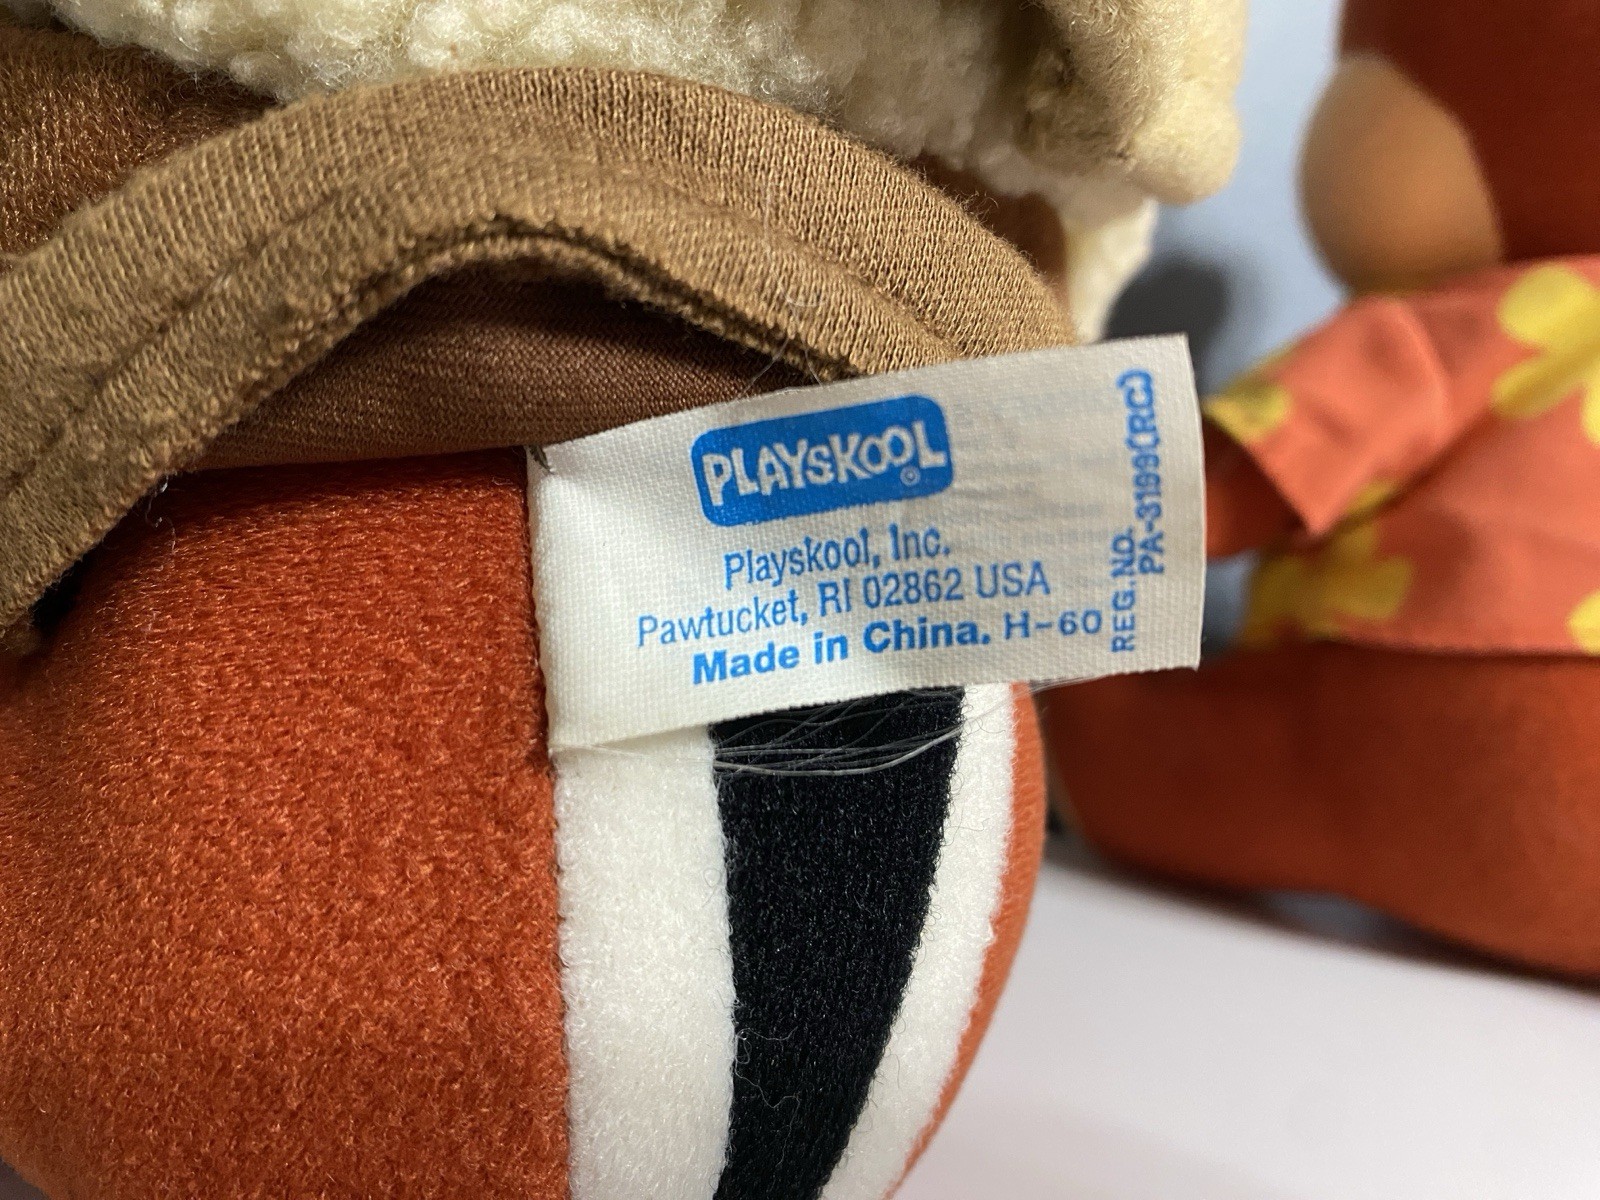 PLAYSKOOL®
Playskool, Inc.
Pawtucket, RI 02862 USA
Made in China. H-60
REG.NO.
PA-3199(RC)